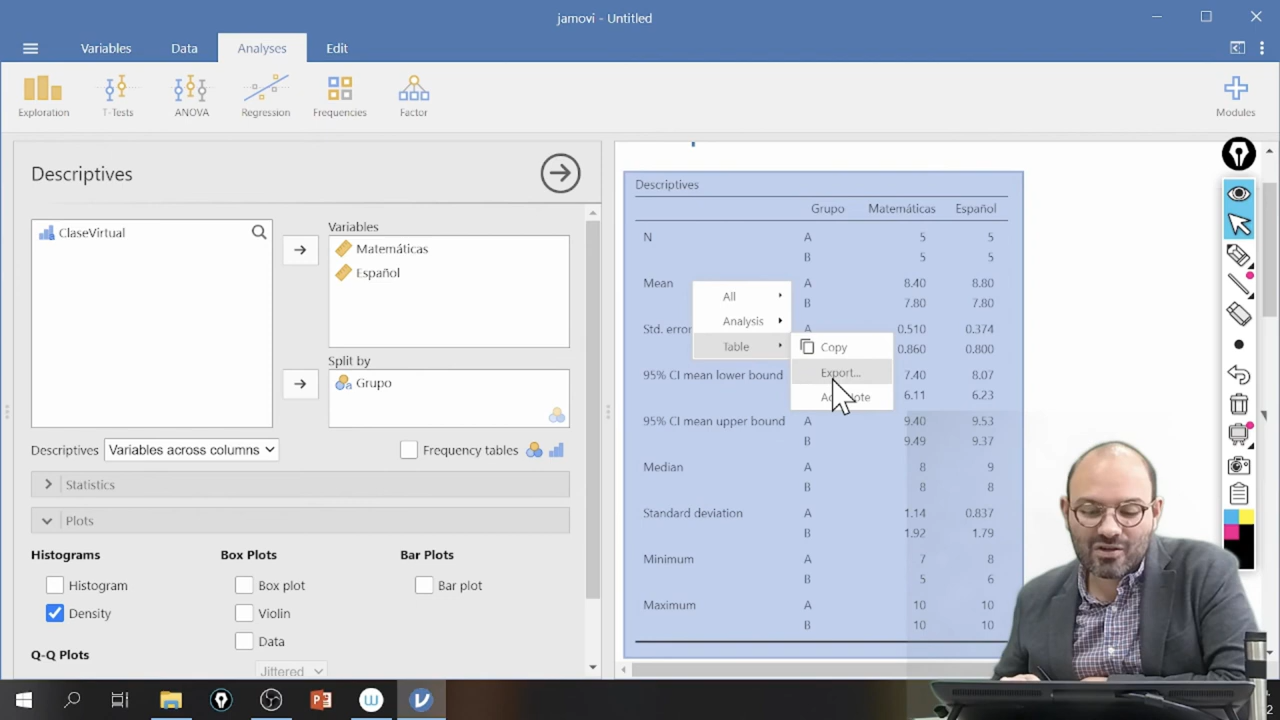 jamovi - Untitled
Variables Data Analyses Edit
Exploration T-Tests ANOVA Regression Frequencies Factor Modules
Descriptives
ClaseVirtual
Variables
Matemáticas
Español
Split by
Grupo
Descriptives Variables across columns Frequency tables
Statistics
Plots
Histograms Box Plots Bar Plots
Histogram Box plot Bar plot
Density Violin
Data
Q-Q Plots
Jittered
Descriptives
Grupo Matemáticas Español
N A 5 5
B 5 5
Mean A 8.40 8.80
B 7.80 7.80
Std. error A 0.510 0.374
B 0.860 0.800
95% CI mean lower bound A 7.40 8.07
B 6.11 6.23
95% CI mean upper bound A 9.40 9.53
B 9.49 9.37
Median A 8 9
B 8 8
Standard deviation A 1.14 0.837
B 1.92 1.79
Minimum A 7 8
B 5 6
Maximum A 10 10
B 10 10
All
Analysis
Table
Copy
Export...